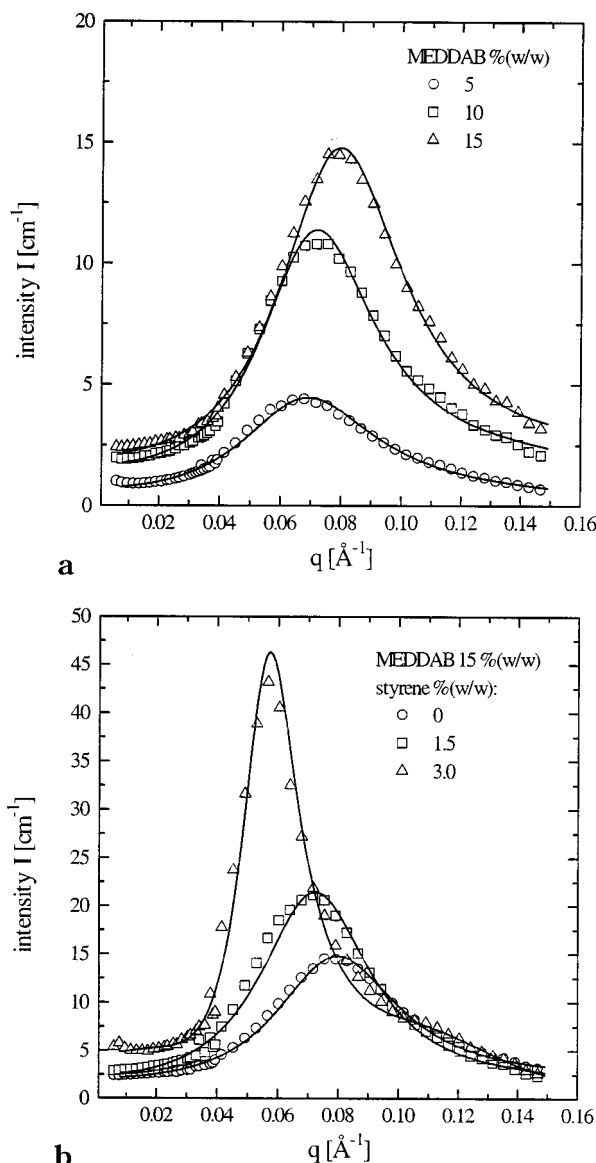 20
15
10
5
0
intensity I [cm⁻¹]
MEDDAB %(w/w)
5
10
15
0.02 0.04 0.06 0.08 0.10 0.12 0.14 0.16
q [Å⁻¹]
a
50
45
40
35
30
25
20
15
10
5
0
intensity I [cm⁻¹]
MEDDAB 15 %(w/w)
styrene %(w/w):
0
1.5
3.0
0.02 0.04 0.06 0.08 0.10 0.12 0.14 0.16
q [Å⁻¹]
b